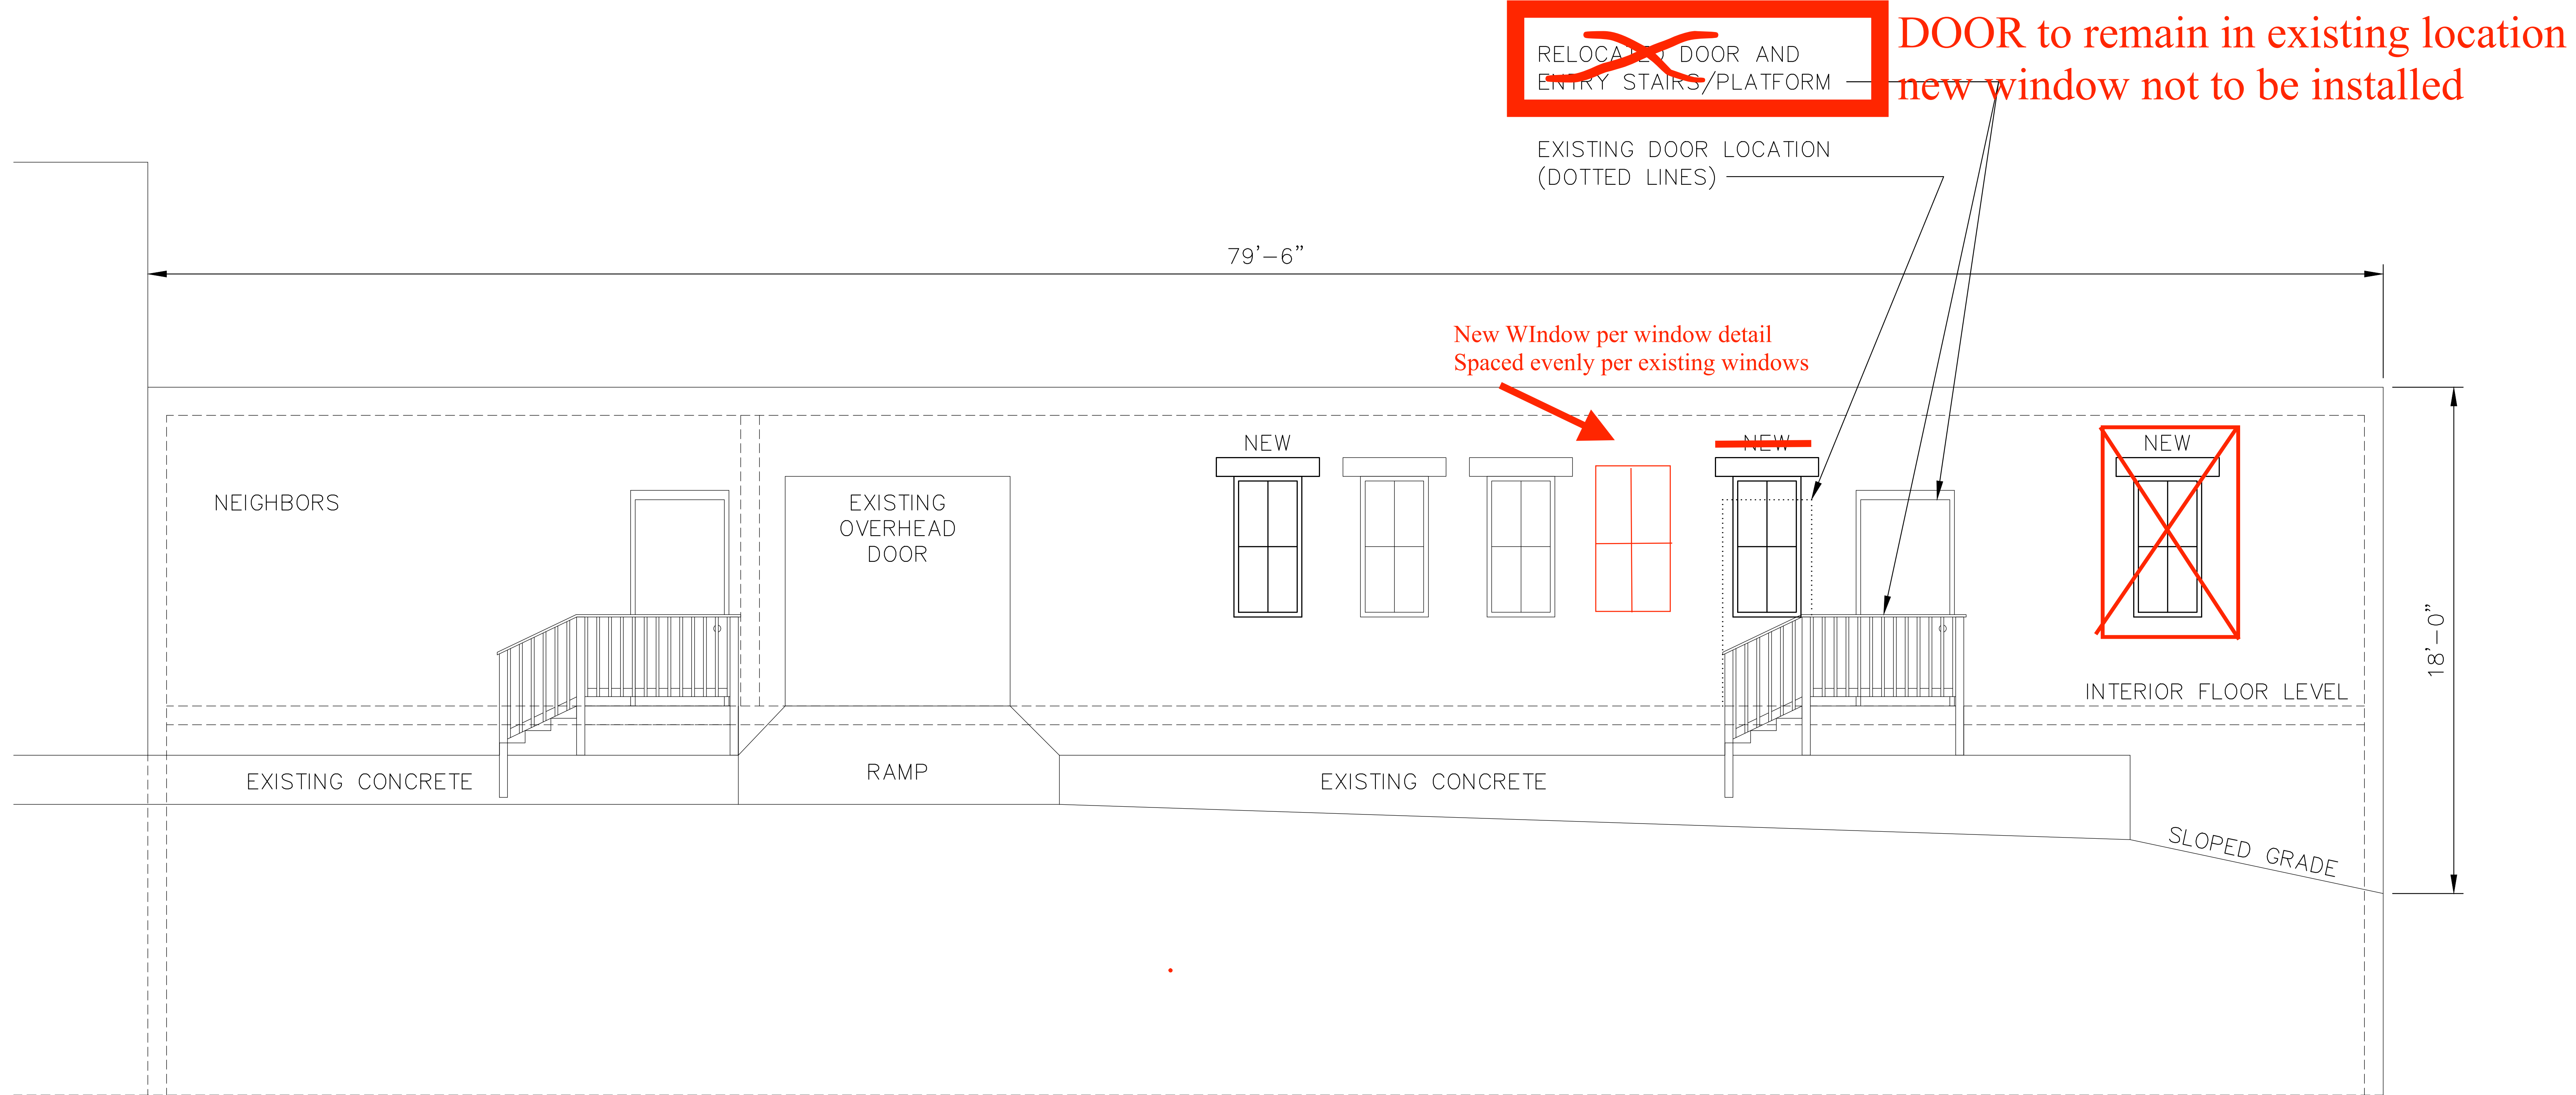 RELOCATED DOOR AND
ENTRY STAIRS/PLATFORM
DOOR to remain in existing location
new window not to be installed
EXISTING DOOR LOCATION
(DOTTED LINES)
79'-6"
New WIndow per window detail
Spaced evenly per existing windows
NEW
NEW
NEW
NEIGHBORS
EXISTING
OVERHEAD
DOOR
18'-0"
INTERIOR FLOOR LEVEL
EXISTING CONCRETE
RAMP
EXISTING CONCRETE
SLOPED GRADE